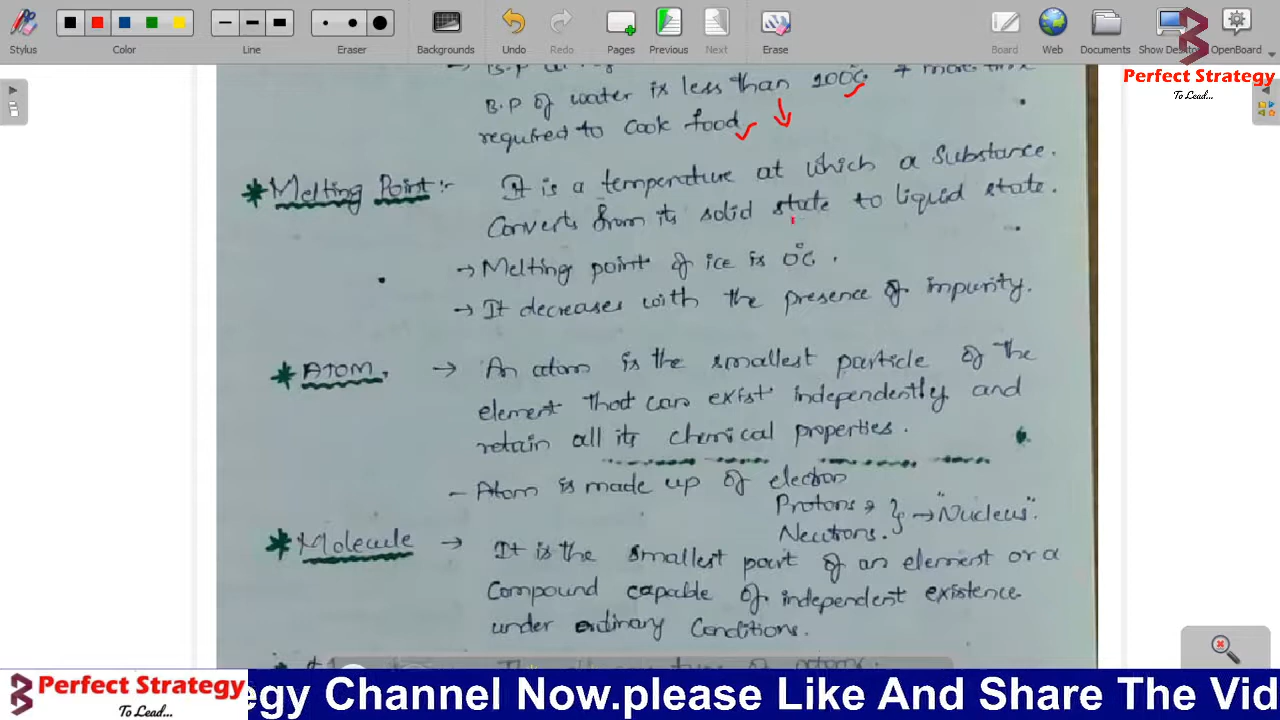 Stylus
Color
Line
Eraser
Backgrounds
Undo
Redo
Pages
Previous
Next
Erase
Board
Web
Documents
Show Desktop
OpenBoard
Perfect Strategy
To Lead...
B.P of water is less than 100°C + more time
required to cook food
* Melting Point :- It is a temperature at which a substance.
Converts from its solid state to liquid state.
→ Melting point of ice is 0°C.
→ It decreases with the presence of impurity.
* ATOM, → An atom is the smallest particle of the
element that can exist independently and
retain all its chemical properties.
- Atom is made up of electron
Protons
Neutrons. } → "Nucleus".
* Molecule → It is the smallest part of an element or a
Compound capable of independent existence
under ordinary Conditions.
Perfect Strategy
To Lead...
egy Channel Now.please Like And Share The Vid